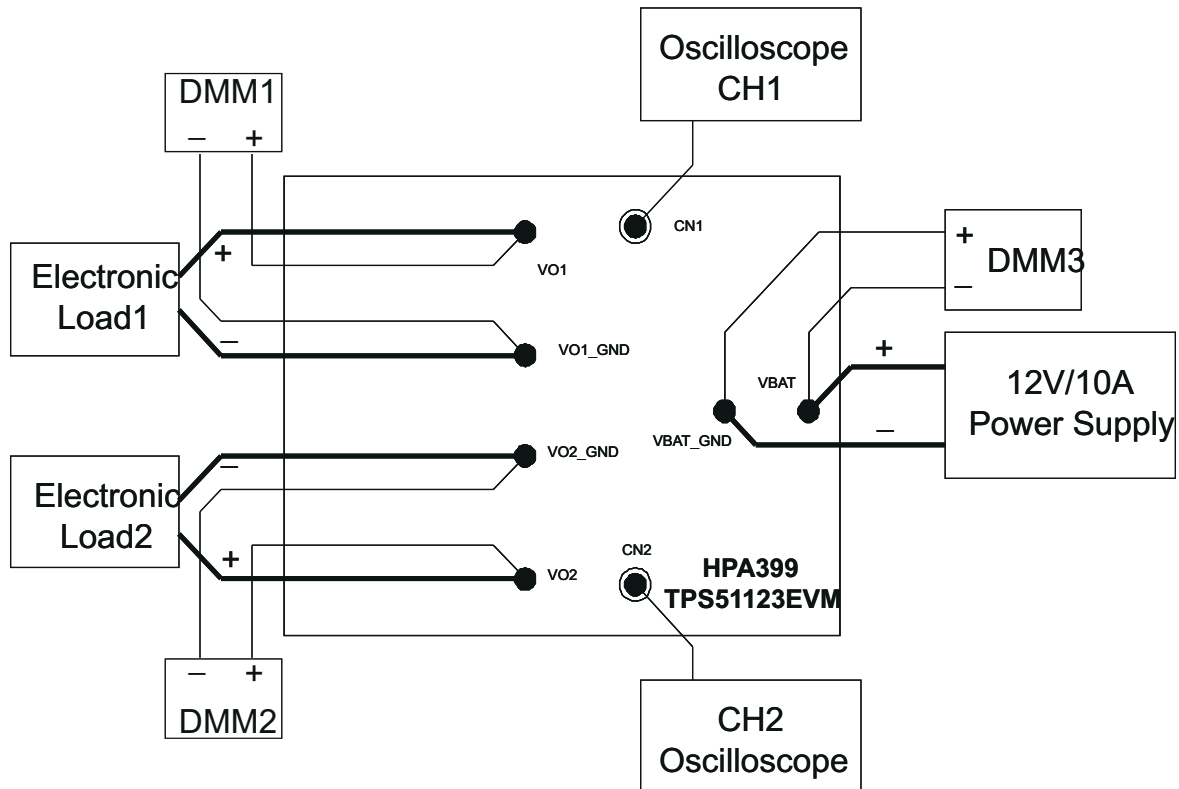 Oscilloscope
CH1
DMM1
– +
CN1
+
VO1
Electronic
Load1
–
VO1_GND
+
DMM3
–
+
VBAT
12V/10A
Power Supply
–
VBAT_GND
VO2_GND
–
Electronic
Load2
+
VO2
CN2
HPA399
TPS51123EVM
– +
DMM2
CH2
Oscilloscope